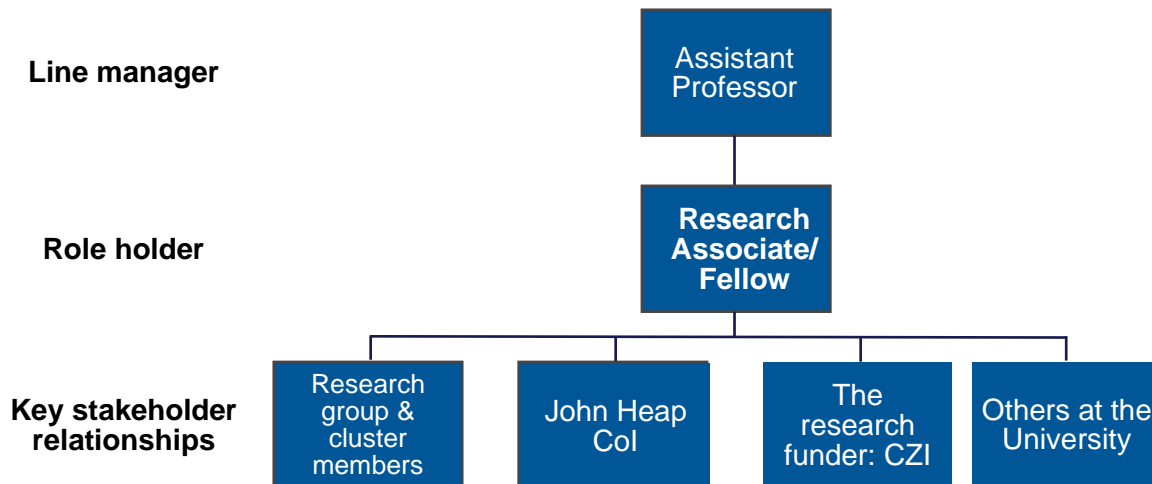 Line manager
Assistant
Professor
Role holder
Research
Associate/
Fellow
Key stakeholder
relationships
Research
group &
cluster
members
John Heap
CoI
The
research
funder: CZI
Others at the
University